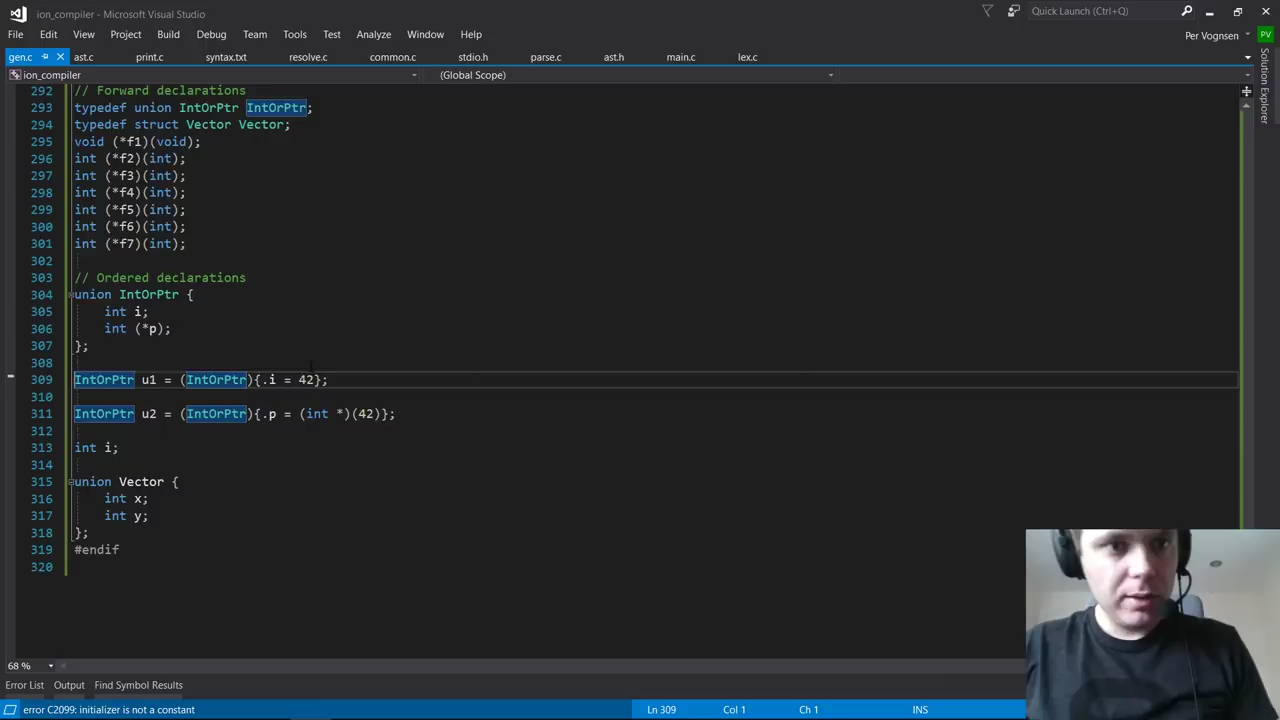 ion_compiler - Microsoft Visual Studio
Quick Launch (Ctrl+Q)
File Edit View Project Build Debug Team Tools Test Analyze Window Help
Per Vognsen PV
gen.c ast.c print.c syntax.txt resolve.c common.c stdio.h parse.c ast.h main.c lex.c
ion_compiler (Global Scope)
Solution Explorer
292 // Forward declarations
293 typedef union IntOrPtr IntOrPtr;
294 typedef struct Vector Vector;
295 void (*f1)(void);
296 int (*f2)(int);
297 int (*f3)(int);
298 int (*f4)(int);
299 int (*f5)(int);
300 int (*f6)(int);
301 int (*f7)(int);
302
303 // Ordered declarations
304 union IntOrPtr {
305 int i;
306 int (*p);
307 };
308
309 IntOrPtr u1 = (IntOrPtr){.i = 42};
310
311 IntOrPtr u2 = (IntOrPtr){.p = (int *)(42)};
312
313 int i;
314
315 union Vector {
316 int x;
317 int y;
318 };
319 #endif
320
68 %
Error List Output Find Symbol Results
error C2099: initializer is not a constant Ln 309 Col 1 Ch 1 INS